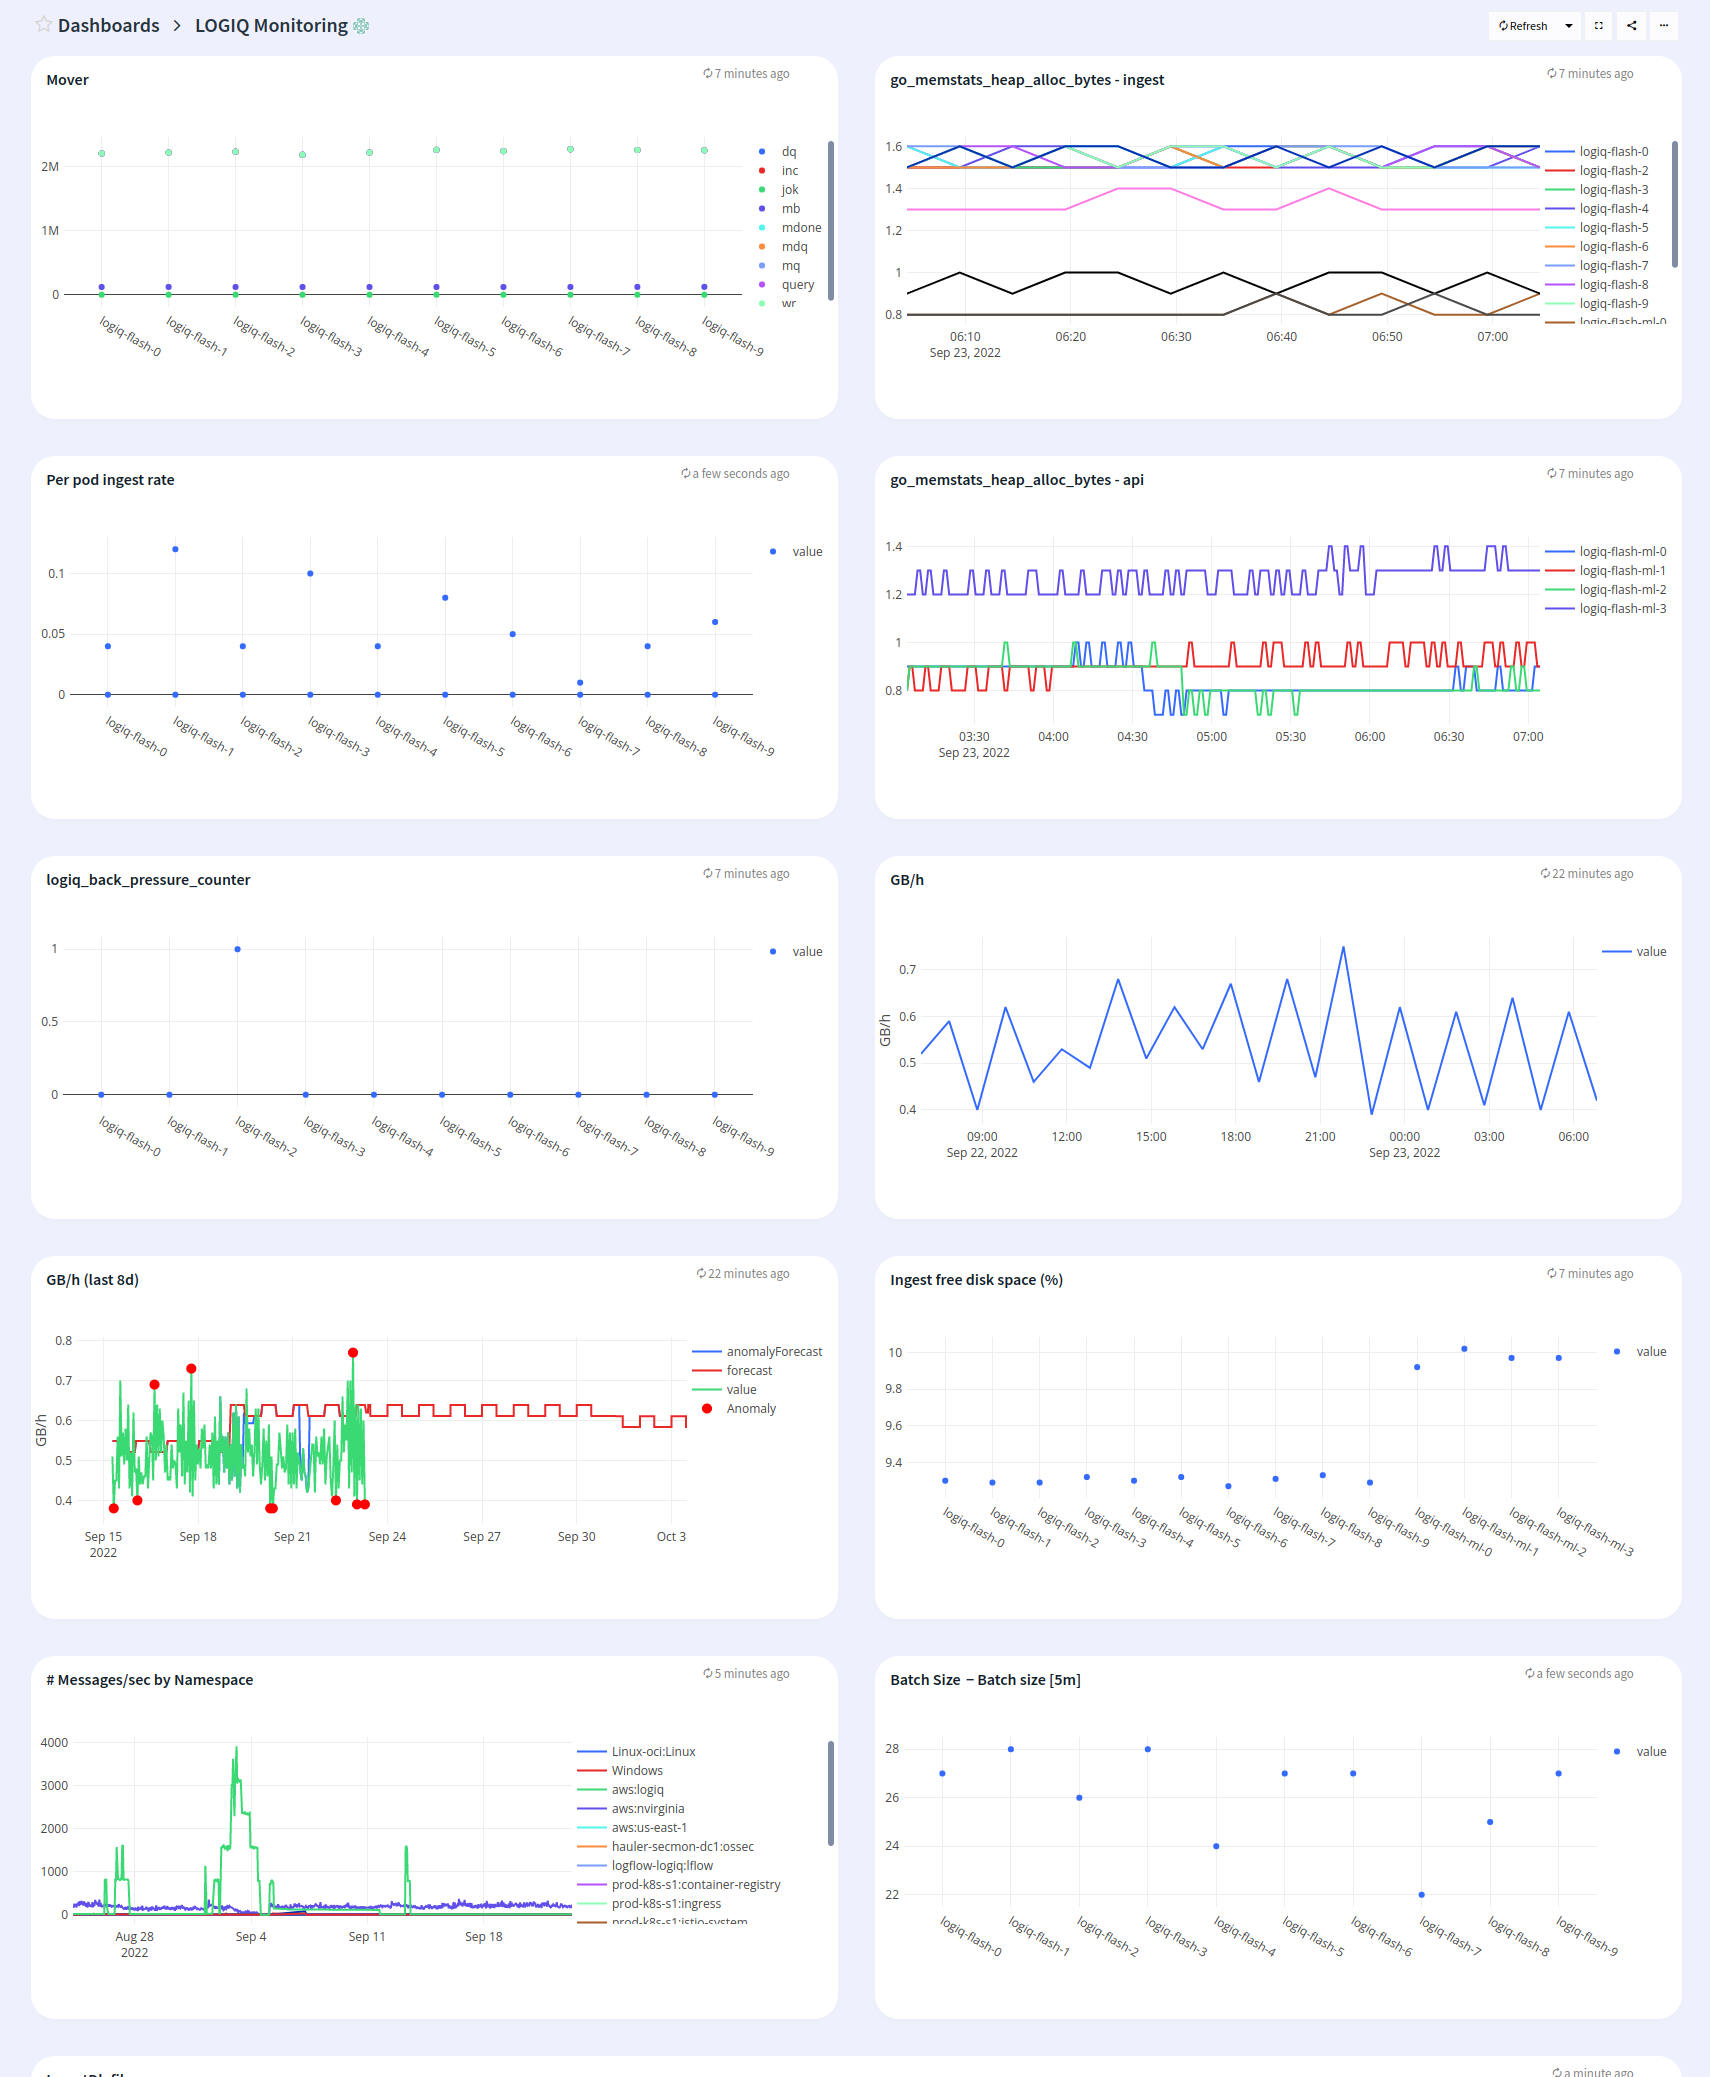 Dashboards > LOGIQ Monitoring
Refresh
Mover
7 minutes ago
2M
1M
0
logiq-flash-0
logiq-flash-1
logiq-flash-2
logiq-flash-3
logiq-flash-4
logiq-flash-5
logiq-flash-6
logiq-flash-7
logiq-flash-8
logiq-flash-9
dq
inc
jok
mb
mdone
mdq
mq
query
wr
go_memstats_heap_alloc_bytes - ingest
7 minutes ago
1.6
1.4
1.2
1
0.8
06:10
06:20
06:30
06:40
06:50
07:00
Sep 23, 2022
logiq-flash-0
logiq-flash-2
logiq-flash-3
logiq-flash-4
logiq-flash-5
logiq-flash-6
logiq-flash-7
logiq-flash-8
logiq-flash-9
logiq-flash-ml-0
Per pod ingest rate
a few seconds ago
0.1
0.05
0
logiq-flash-0
logiq-flash-1
logiq-flash-2
logiq-flash-3
logiq-flash-4
logiq-flash-5
logiq-flash-6
logiq-flash-7
logiq-flash-8
logiq-flash-9
value
go_memstats_heap_alloc_bytes - api
7 minutes ago
1.4
1.2
1
0.8
03:30
04:00
04:30
05:00
05:30
06:00
06:30
07:00
Sep 23, 2022
logiq-flash-ml-0
logiq-flash-ml-1
logiq-flash-ml-2
logiq-flash-ml-3
logiq_back_pressure_counter
7 minutes ago
1
0.5
0
logiq-flash-0
logiq-flash-1
logiq-flash-2
logiq-flash-3
logiq-flash-4
logiq-flash-5
logiq-flash-6
logiq-flash-7
logiq-flash-8
logiq-flash-9
value
GB/h
22 minutes ago
GB/h
0.7
0.6
0.5
0.4
09:00
12:00
15:00
18:00
21:00
00:00
03:00
06:00
Sep 22, 2022
Sep 23, 2022
value
GB/h (last 8d)
22 minutes ago
GB/h
0.8
0.7
0.6
0.5
0.4
Sep 15
Sep 18
Sep 21
Sep 24
Sep 27
Sep 30
Oct 3
2022
anomalyForecast
forecast
value
Anomaly
Ingest free disk space (%)
7 minutes ago
10
9.8
9.6
9.4
logiq-flash-0
logiq-flash-1
logiq-flash-2
logiq-flash-3
logiq-flash-4
logiq-flash-5
logiq-flash-6
logiq-flash-7
logiq-flash-8
logiq-flash-9
logiq-flash-ml-0
logiq-flash-ml-1
logiq-flash-ml-2
logiq-flash-ml-3
value
# Messages/sec by Namespace
5 minutes ago
4000
3000
2000
1000
0
Aug 28
Sep 4
Sep 11
Sep 18
2022
Linux-oci:Linux
Windows
aws:logiq
aws:nvirginia
aws:us-east-1
hauler-secmon-dc1:ossec
logflow-logiq:lflow
prod-k8s-s1:container-registry
prod-k8s-s1:ingress
prod-k8s-s1:istio-system
Batch Size – Batch size [5m]
a few seconds ago
28
26
24
22
logiq-flash-0
logiq-flash-1
logiq-flash-2
logiq-flash-3
logiq-flash-4
logiq-flash-5
logiq-flash-6
logiq-flash-7
logiq-flash-8
logiq-flash-9
value
a minute ago